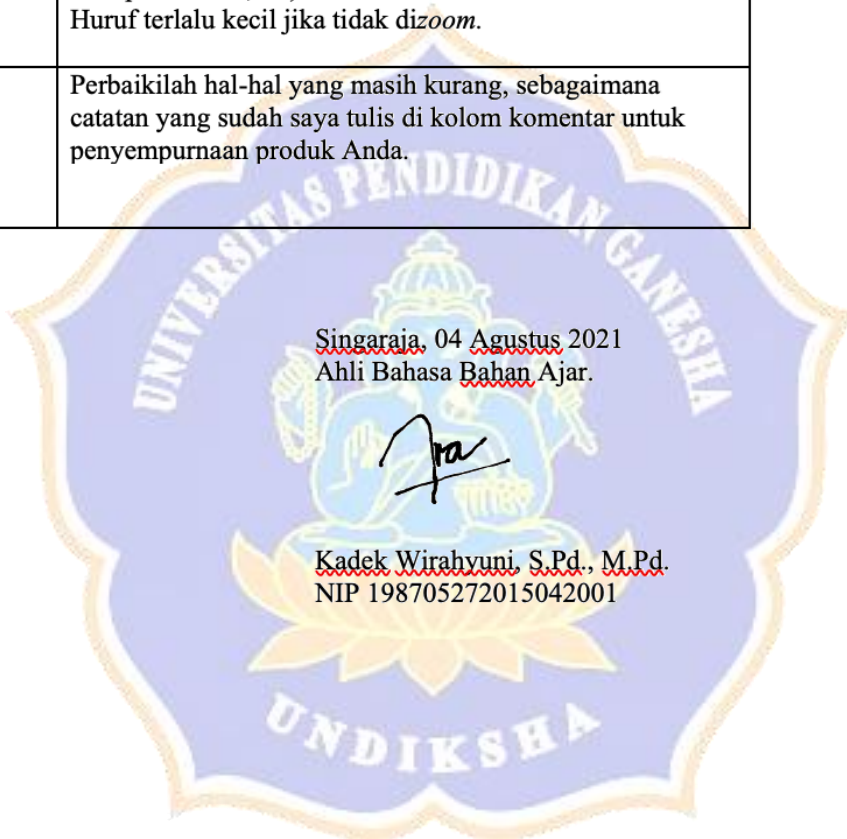 Huruf terlalu kecil jika tidak dizoom.
Perbaikilah hal-hal yang masih kurang, sebagaimana
catatan yang sudah saya tulis di kolom komentar untuk
penyempurnaan produk Anda.
UNIVERSITAS PENDIDIKAN GANESHA
Singaraja, 04 Agustus 2021
Ahli Bahasa Bahan Ajar.
Kadek Wirahyuni, S.Pd., M.Pd.
NIP 198705272015042001
UNDIKSHA